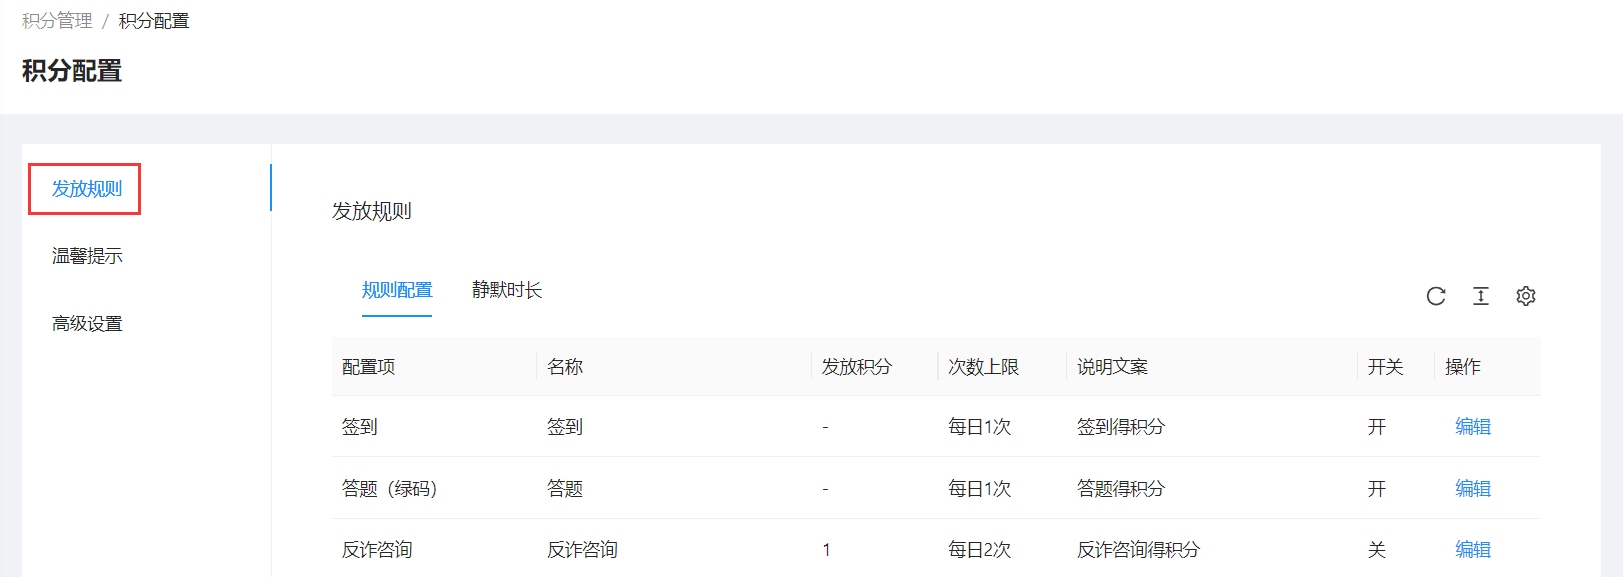 积分管理 / 积分配置
积分配置
发放规则
温馨提示
高级设置
发放规则
规则配置 静默时长
配置项 名称 发放积分 次数上限 说明文案 开关 操作
签到 签到 - 每日1次 签到得积分 开 编辑
答题（绿码） 答题 - 每日1次 答题得积分 开 编辑
反诈咨询 反诈咨询 1 每日2次 反诈咨询得积分 关 编辑